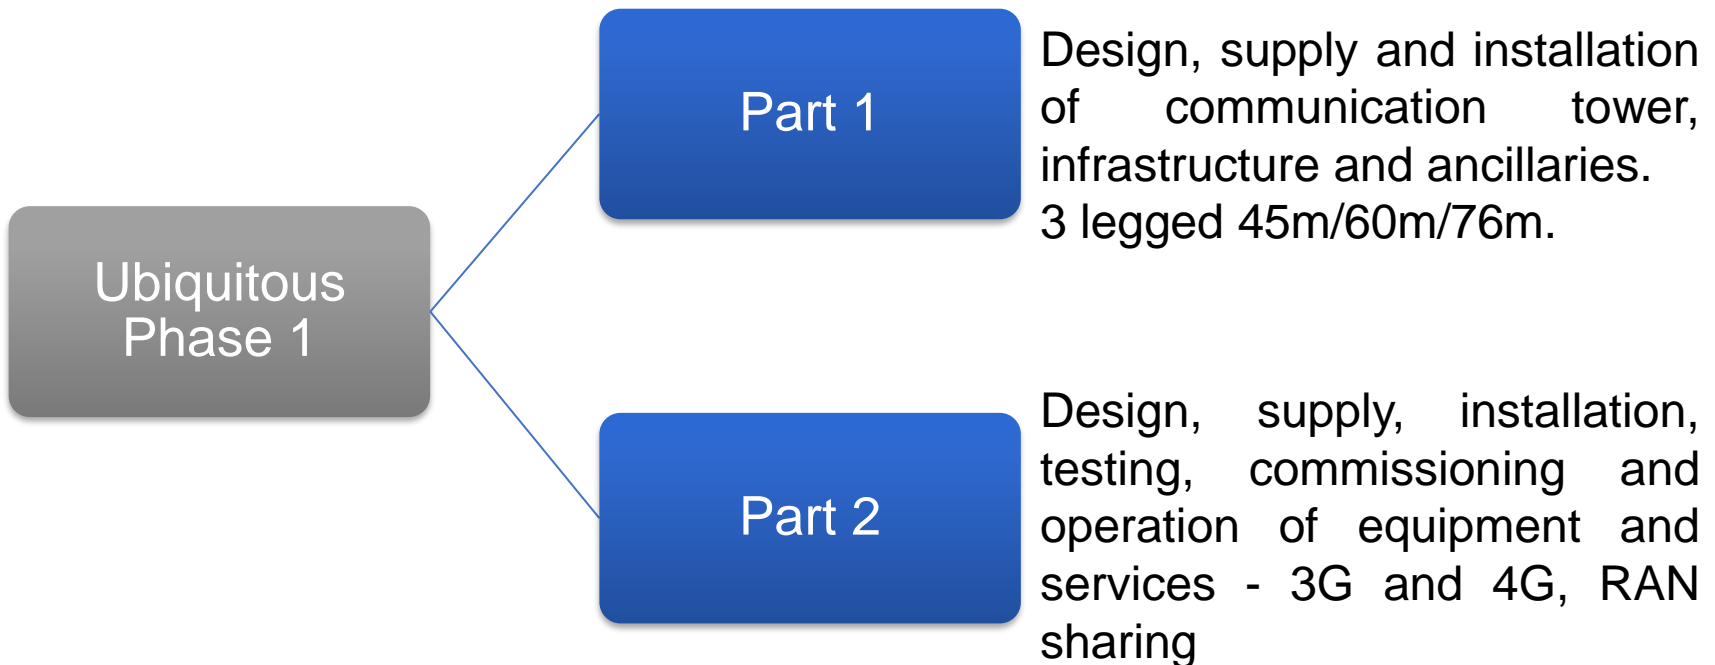 Ubiquitous
Phase 1
Part 1
Design, supply and installation
of communication tower,
infrastructure and ancillaries.
3 legged 45m/60m/76m.
Part 2
Design, supply, installation,
testing, commissioning and
operation of equipment and
services - 3G and 4G, RAN
sharing